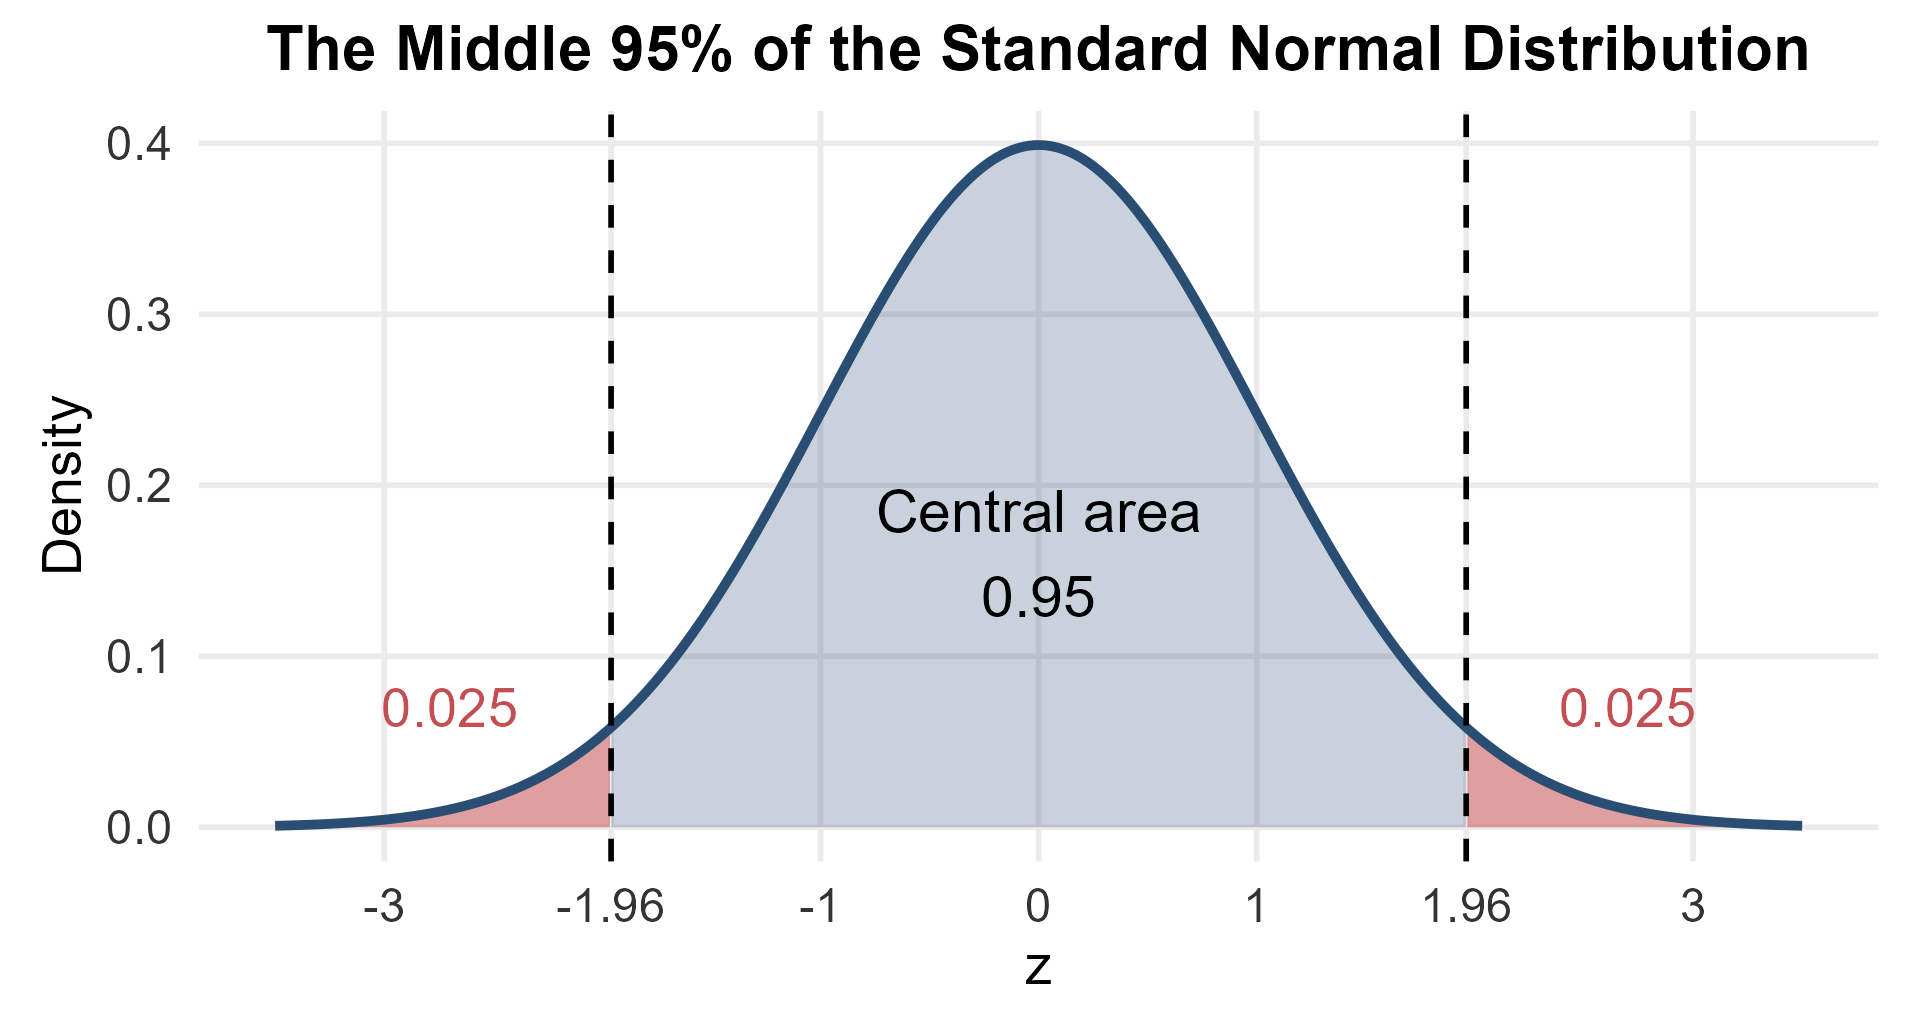 The Middle 95% of the Standard Normal Distribution
0.4
0.3
0.2
0.1
0.0
Density
Central area
0.95
0.025
0.025
-3 -1.96 -1 0 1 1.96 3
z